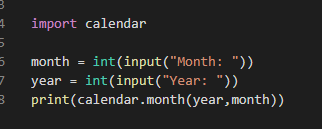 3
4 import calendar
5
6 month = int(input("Month: "))
7 year = int(input("Year: "))
8 print(calendar.month(year,month))